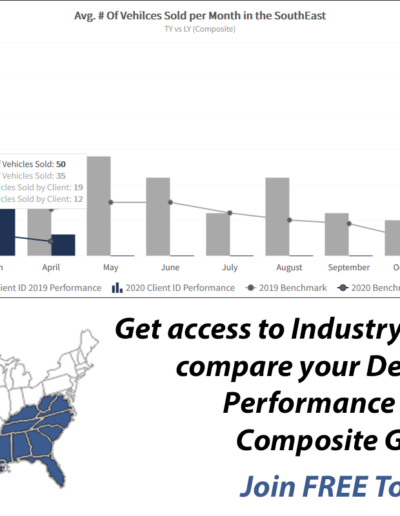 Avg. # Of Vehilces Sold per Month in the SouthEast
TY vs LY (Composite)
Vehicles Sold: 50
Vehicles Sold: 35
cles Sold by Client: 19
cles Sold by Client: 12
h April May June July August September Oc
ient ID 2019 Performance 2020 Client ID Performance 2019 Benchmark 2020 Benchm
Get access to Industry
compare your De
Performance
Composite G
Join FREE To